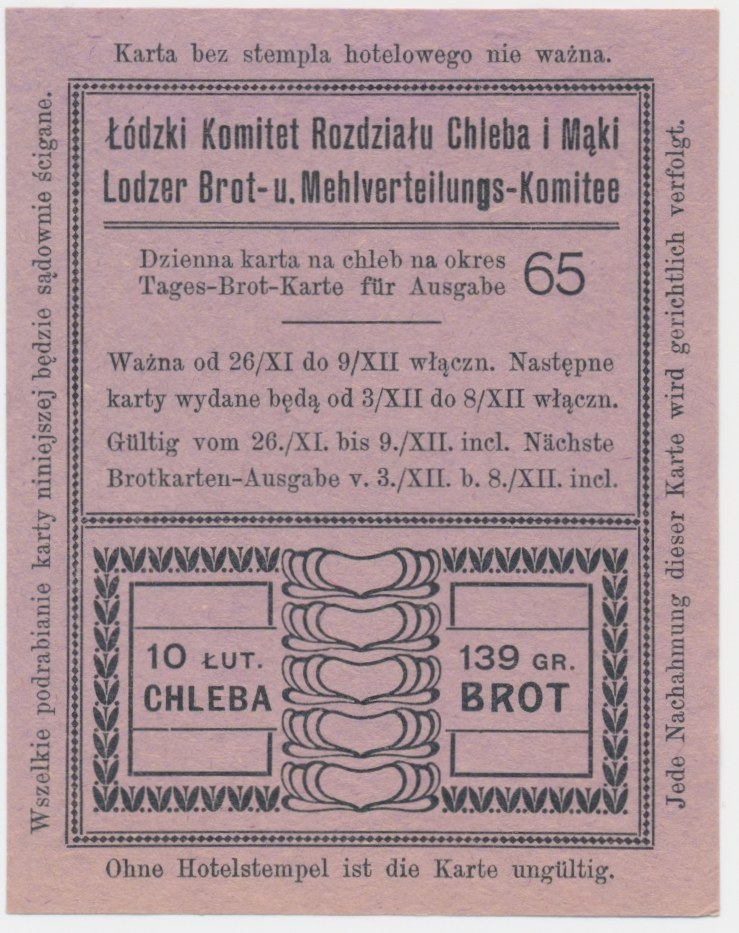 Karta bez stempla hotelowego nie ważna.
Wszelkie podrabianie karty niniejszej będzie sądownie ścigane.
Łódzki Komitet Rozdziału Chleba i Mąki
Lodzer Brot- u. Mehlverteilungs-Komitee
Dzienna karta na chleb na okres 65
Tages-Brot-Karte für Ausgabe
Ważna od 26/XI do 9/XII włączn. Następne
karty wydane będą od 3/XII do 8/XII włączn.
Gültig vom 26./XI. bis 9./XII. incl. Nächste
Brotkarten-Ausgabe v. 3./XII. b. 8./XII. incl.
10 ŁUT.
CHLEBA
139 GR.
BROT
Jede Nachahnung dieser Karte wird gerichtlich verfolgt.
Ohne Hotelstempel ist die Karte ungültig.